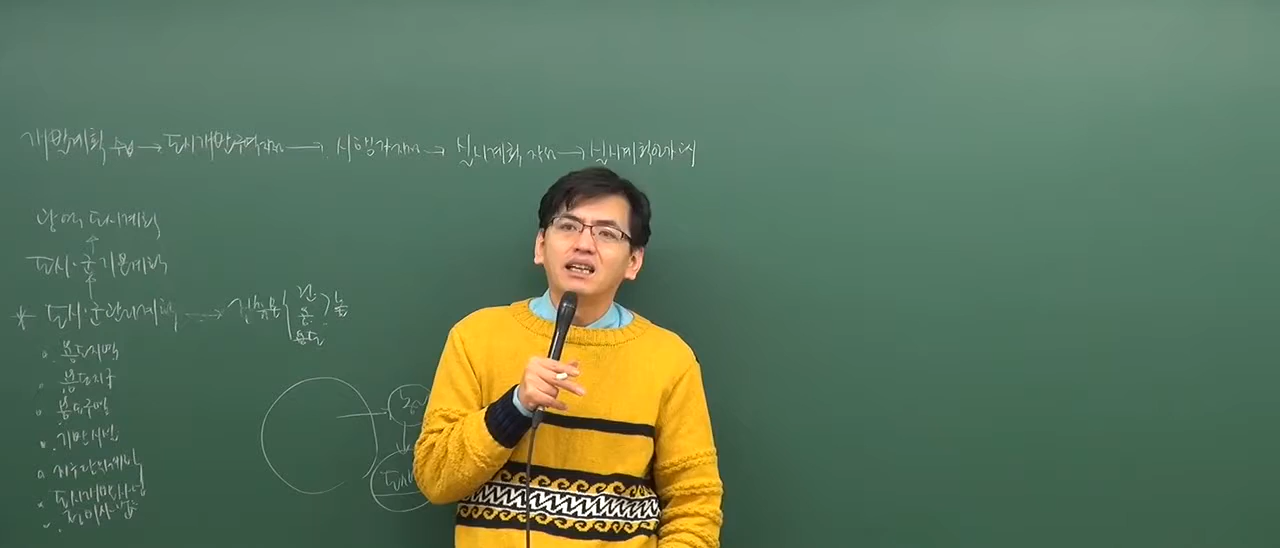 개발계획 수립 → 도시개발구역지정 → 시행자지정 → 실시계획 작성 → 실시계획인가고시
광역도시계획
도시·군기본계획
* 도시·군관리계획 →
용도지역
용도지구
용도구역
기반시설
지구단위계획
도시개발사업
정비사업